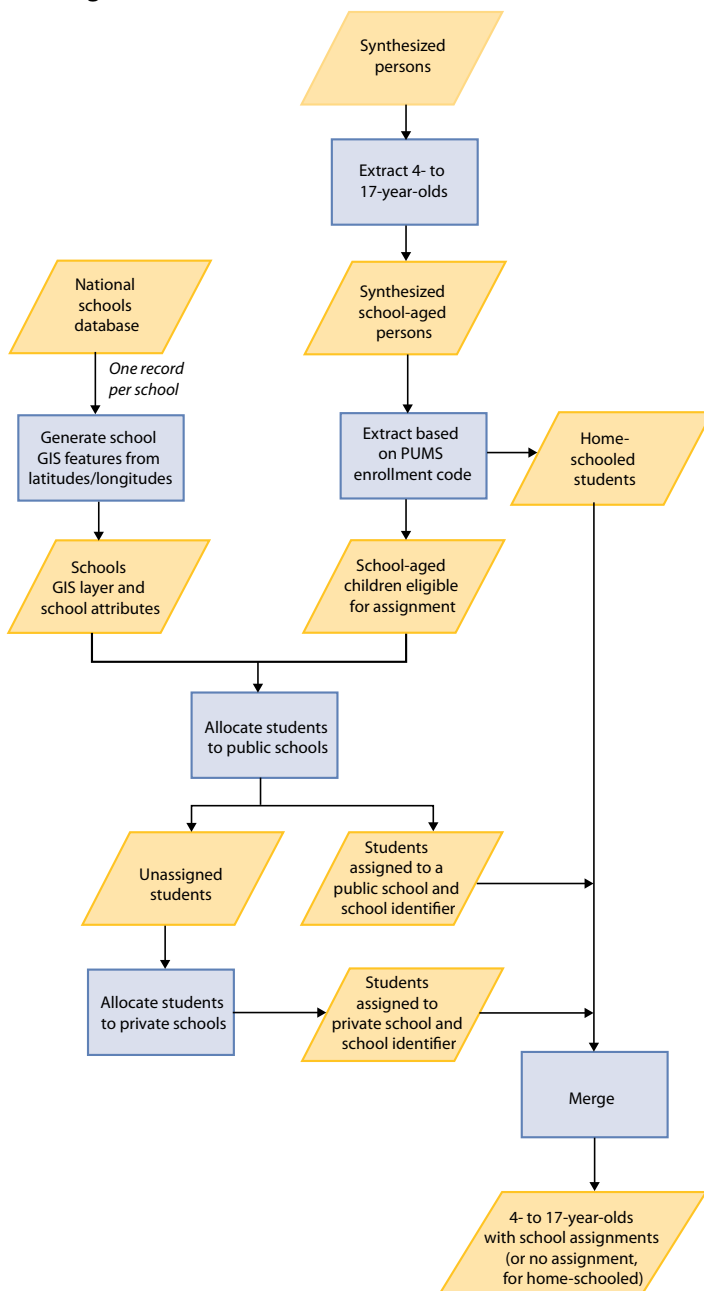 Synthesized
persons
Extract 4- to
17-year-olds
National
schools
database
Synthesized
school-aged
persons
One record
per school
Generate school
GIS features from
latitudes/longitudes
Extract based
on PUMS
enrollment code
Home-
schooled
students
Schools
GIS layer and
school attributes
School-aged
children eligible
for assignment
Allocate students
to public schools
Unassigned
students
Students
assigned to a
public school and
school identifier
Allocate students
to private schools
Students
assigned to
private school and
school identifier
Merge
4- to 17-year-olds
with school assignments
(or no assignment,
for home-schooled)